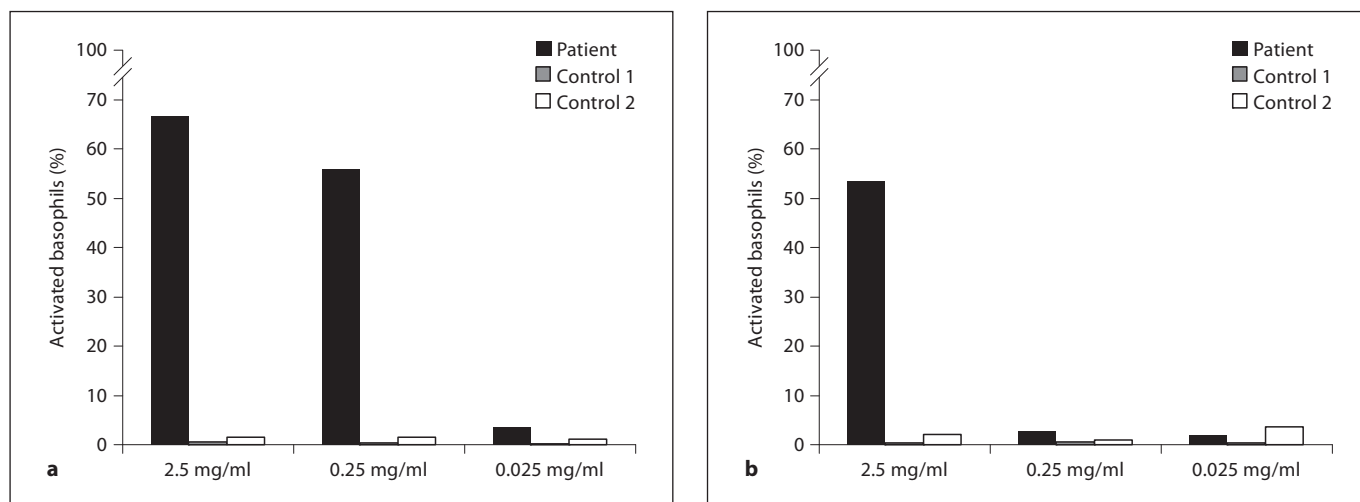 100
70
60
50
40
30
20
10
0
Activated basophils (%)
Patient
Control 1
Control 2
2.5 mg/ml 0.25 mg/ml 0.025 mg/ml
a
100
70
60
50
40
30
20
10
0
Activated basophils (%)
Patient
Control 1
Control 2
2.5 mg/ml 0.25 mg/ml 0.025 mg/ml
b